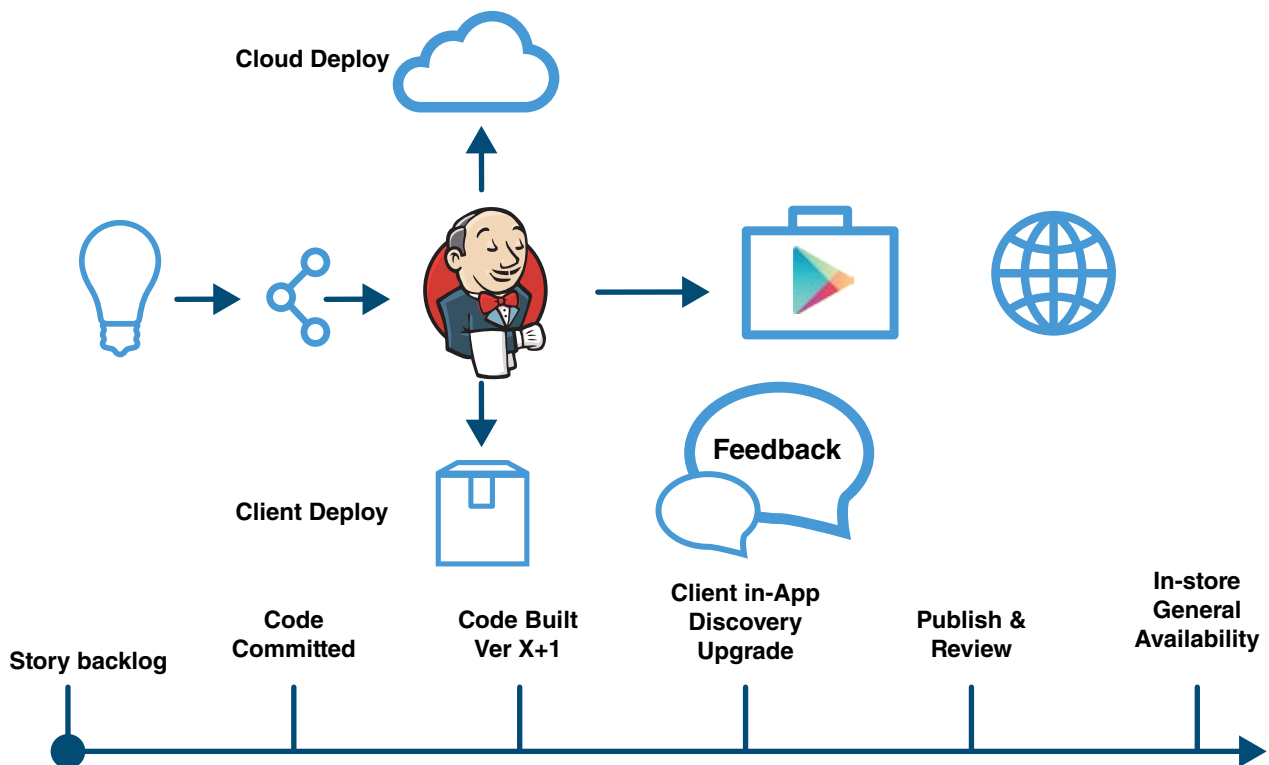 Cloud Deploy
Client Deploy
Feedback
Story backlog
Code
Committed
Code Built
Ver X+1
Client in-App
Discovery
Upgrade
Publish &
Review
In-store
General
Availability